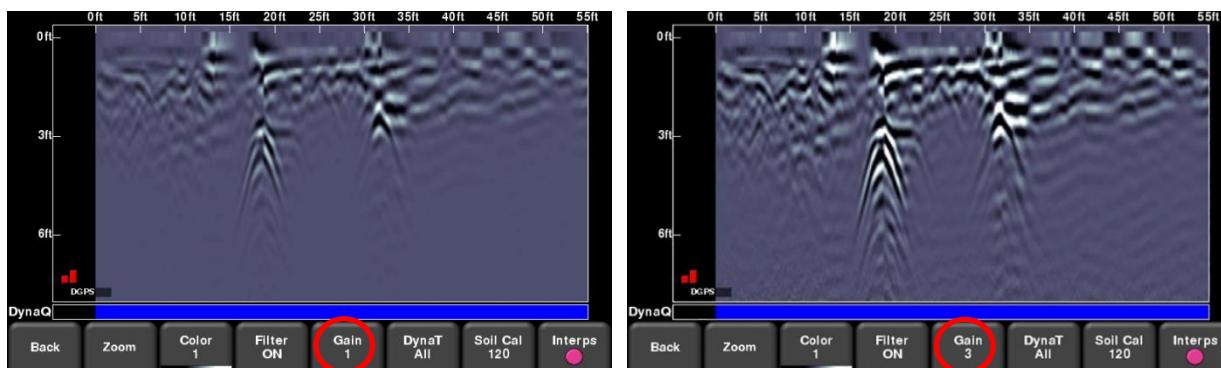 0ft 5ft 10ft 15ft 20ft 25ft 30ft 35ft 40ft 45ft 50ft 55ft
0ft
3ft
6ft
DGPS
DynaQ
Back Zoom Color 1 Filter ON Gain 1 DynaT All Soil Cal 120 Interps
0ft 5ft 10ft 15ft 20ft 25ft 30ft 35ft 40ft 45ft 50ft 55ft
0ft
3ft
6ft
DGPS
DynaQ
Back Zoom Color 1 Filter ON Gain 3 DynaT All Soil Cal 120 Interps